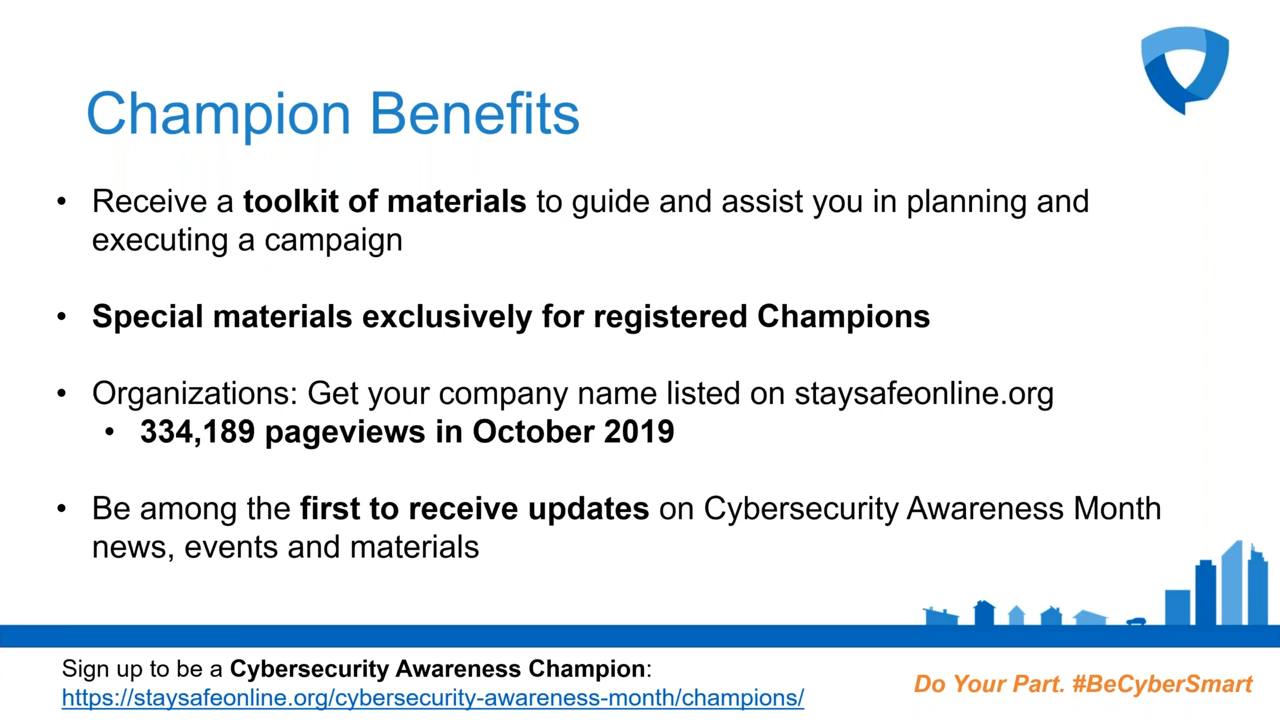 Champion Benefits
• Receive a toolkit of materials to guide and assist you in planning and
executing a campaign
• Special materials exclusively for registered Champions
• Organizations: Get your company name listed on staysafeonline.org
• 334,189 pageviews in October 2019
• Be among the first to receive updates on Cybersecurity Awareness Month
news, events and materials
Sign up to be a Cybersecurity Awareness Champion:
https://staysafeonline.org/cybersecurity-awareness-month/champions/
Do Your Part. #BeCyberSmart